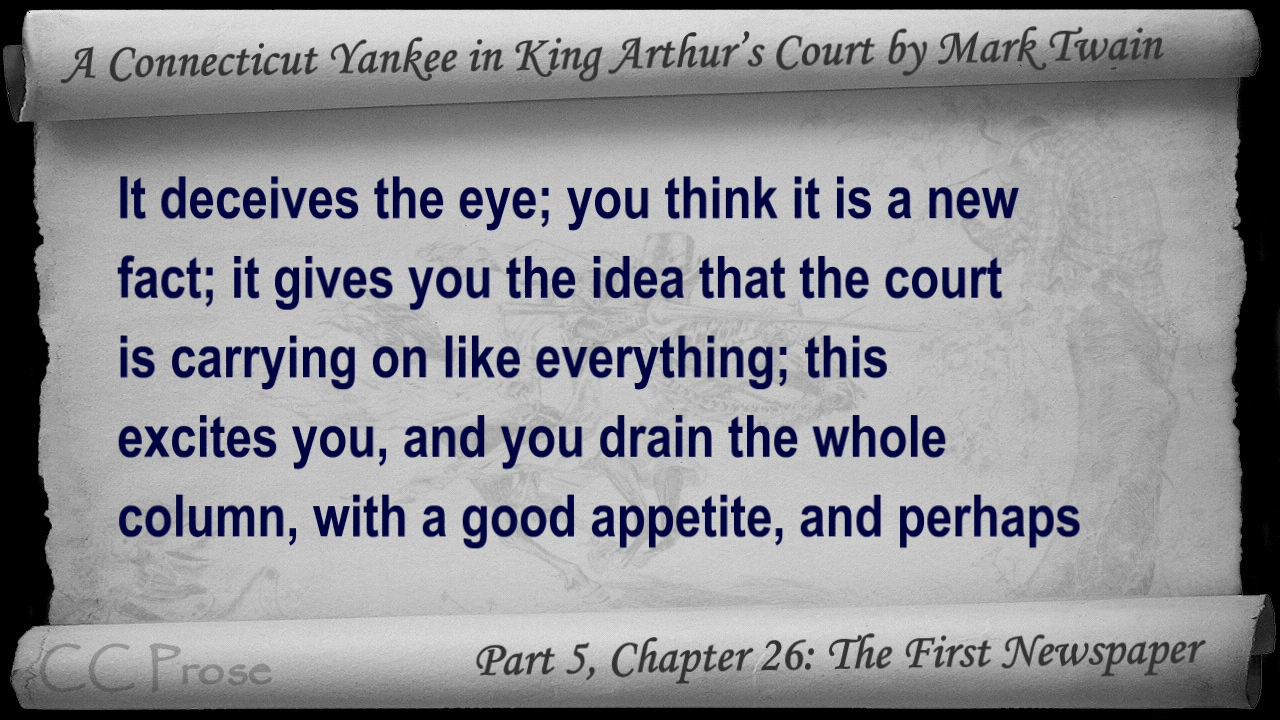 A Connecticut Yankee in King Arthur's Court by Mark Twain
It deceives the eye; you think it is a new
fact; it gives you the idea that the court
is carrying on like everything; this
excites you, and you drain the whole
column, with a good appetite, and perhaps
CC Prose
Part 5, Chapter 26: The First Newspaper